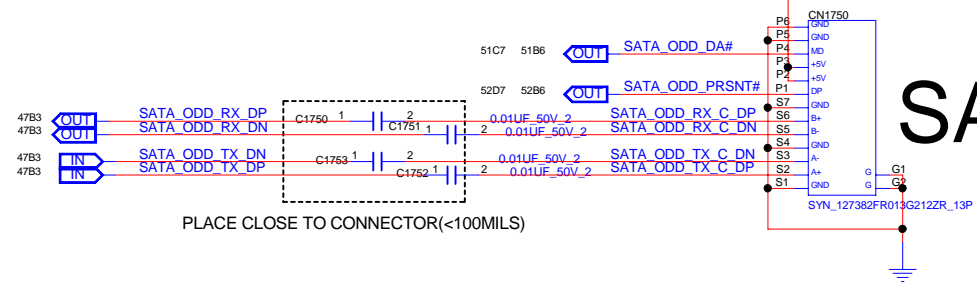 CN1750
P6 GND
P5 GND
51C7 51B6 OUT SATA_ODD_DA# P4 MD
P3 +5V
P2 +5V
52D7 52B6 OUT SATA_ODD_PRSNT# P1 DP
S7 GND
47B3 OUT SATA_ODD_RX_DP C1750 1 2 0.01UF_50V_2 SATA_ODD_RX_C_DP S6 B+
47B3 OUT SATA_ODD_RX_DN C1751 1 2 0.01UF_50V_2 SATA_ODD_RX_C_DN S5 B-
S4 GND
47B3 IN SATA_ODD_TX_DN C1753 1 2 0.01UF_50V_2 SATA_ODD_TX_C_DN S3 A-
47B3 IN SATA_ODD_TX_DP C1752 1 2 0.01UF_50V_2 SATA_ODD_TX_C_DP S2 A+ G G1
S1 GND G G2
SYN_127382FR013G212ZR_13P
PLACE CLOSE TO CONNECTOR(<100MILS)
SA